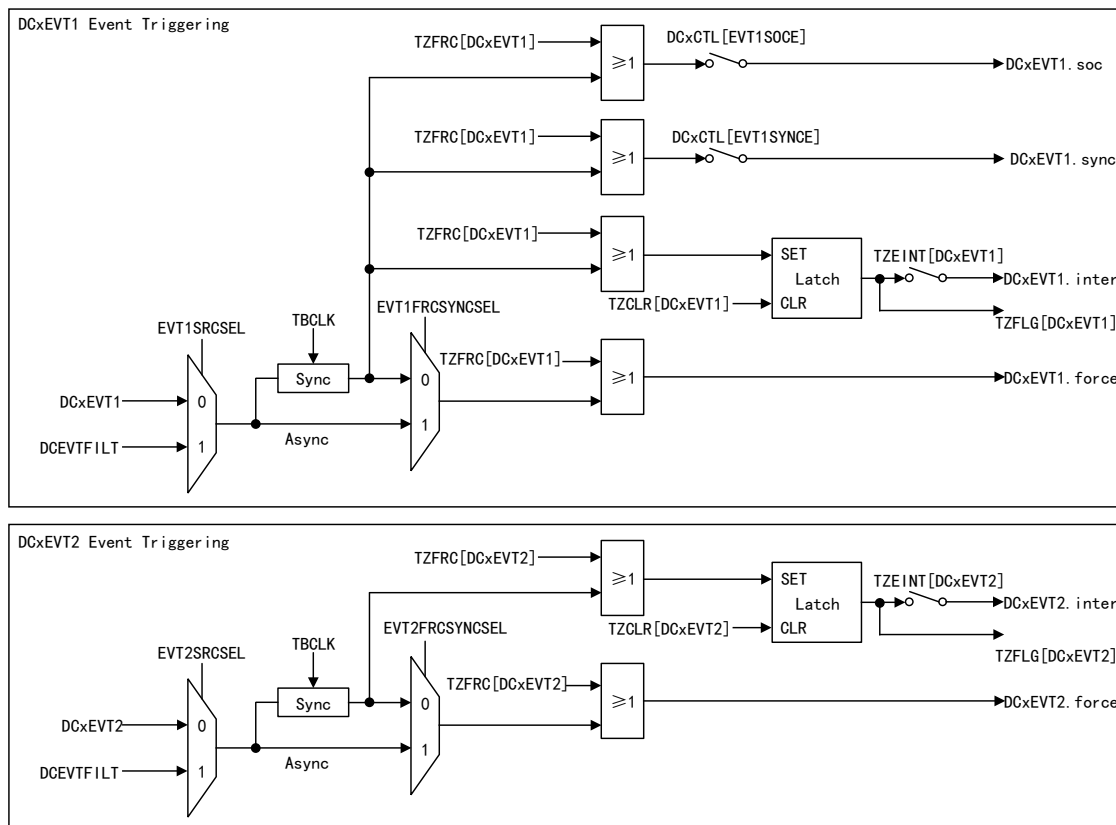 DCxEVT1 Event Triggering
TZFRC[DCxEVT1]
≥1
DCxCTL[EVT1SOCE]
DCxEVT1.soc
TZFRC[DCxEVT1]
≥1
DCxCTL[EVT1SYNCE]
DCxEVT1.sync
TZFRC[DCxEVT1]
≥1
SET
Latch
CLR
TZCLR[DCxEVT1]
TZEINT[DCxEVT1]
DCxEVT1.inter
TZFLG[DCxEVT1]
EVT1SRCSEL
TBCLK
EVT1FRCSYNCSEL
TZFRC[DCxEVT1]
≥1
DCxEVT1.force
DCxEVT1
0
Sync
0
DCEVTFILT
1
Async
1
DCxEVT2 Event Triggering
TZFRC[DCxEVT2]
≥1
SET
Latch
CLR
TZCLR[DCxEVT2]
TZEINT[DCxEVT2]
DCxEVT2.inter
TZFLG[DCxEVT2]
EVT2SRCSEL
TBCLK
EVT2FRCSYNCSEL
TZFRC[DCxEVT2]
≥1
DCxEVT2.force
DCxEVT2
0
Sync
0
DCEVTFILT
1
Async
1